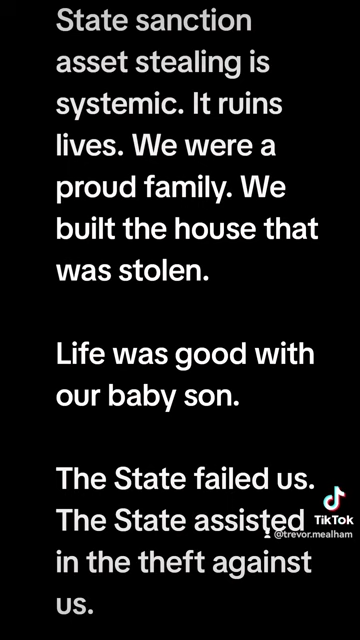 State sanction
asset stealing is
systemic. It ruins
lives. We were a
proud family. We
built the house that
was stolen.
Life was good with
our baby son.
The State failed us.
The State assisted
in the theft against
us.
TikTok
@trevor.mealham